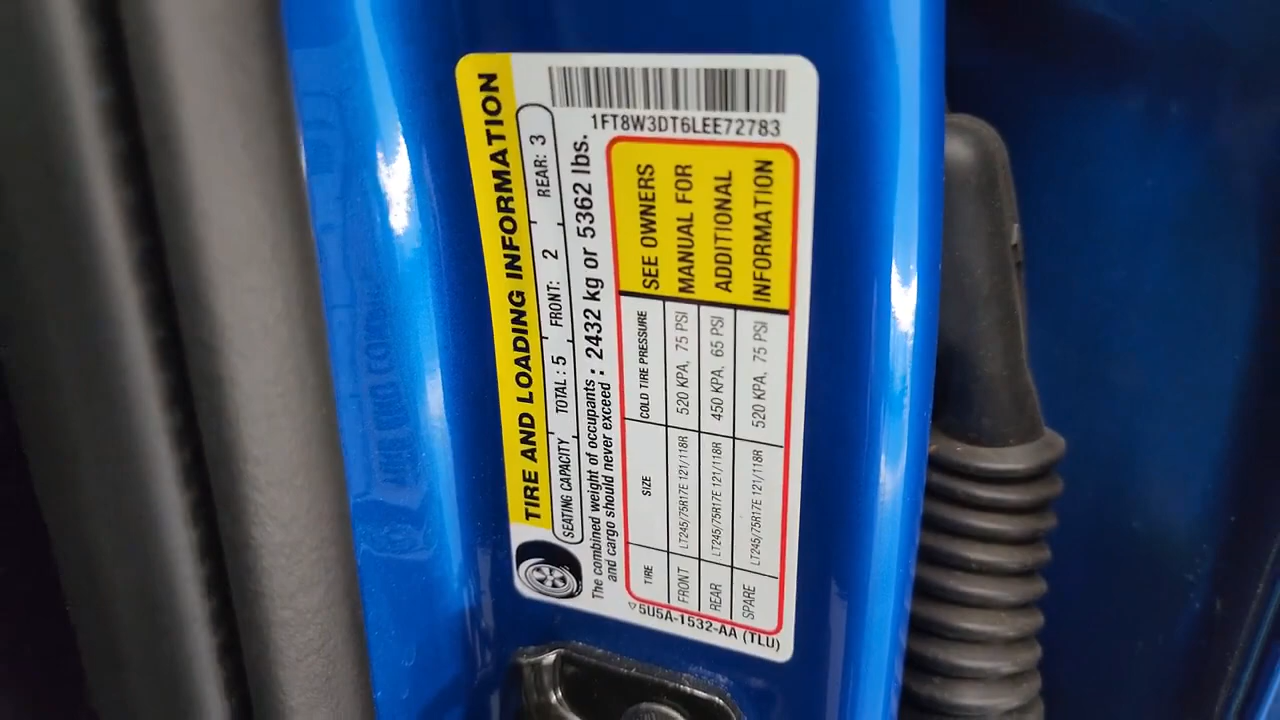 TIRE AND LOADING INFORMATION
SEATING CAPACITY TOTAL: 5 FRONT: 2 REAR: 3
The combined weight of occupants and cargo should never exceed : 2432 kg or 5362 lbs.
1FT8W3DT6LEE72783
TIRE SIZE COLD TIRE PRESSURE
FRONT LT245/75R17E 121/118R 520 KPA, 75 PSI
REAR LT245/75R17E 121/118R 450 KPA, 65 PSI
SPARE LT245/75R17E 121/118R 520 KPA, 75 PSI
SEE OWNERS
MANUAL FOR
ADDITIONAL
INFORMATION
5U5A-1532-AA (TLU)